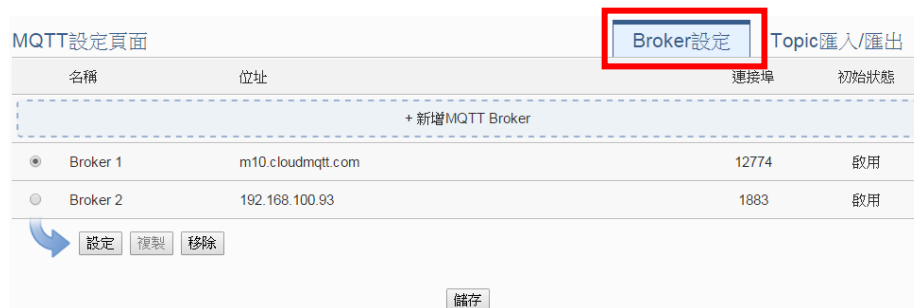 MQTT設定頁面 Broker設定 Topic匯入/匯出
名稱 位址 連接埠 初始狀態
+ 新增MQTT Broker
Broker 1 m10.cloudmqtt.com 12774 啟用
Broker 2 192.168.100.93 1883 啟用
設定 複製 移除
儲存